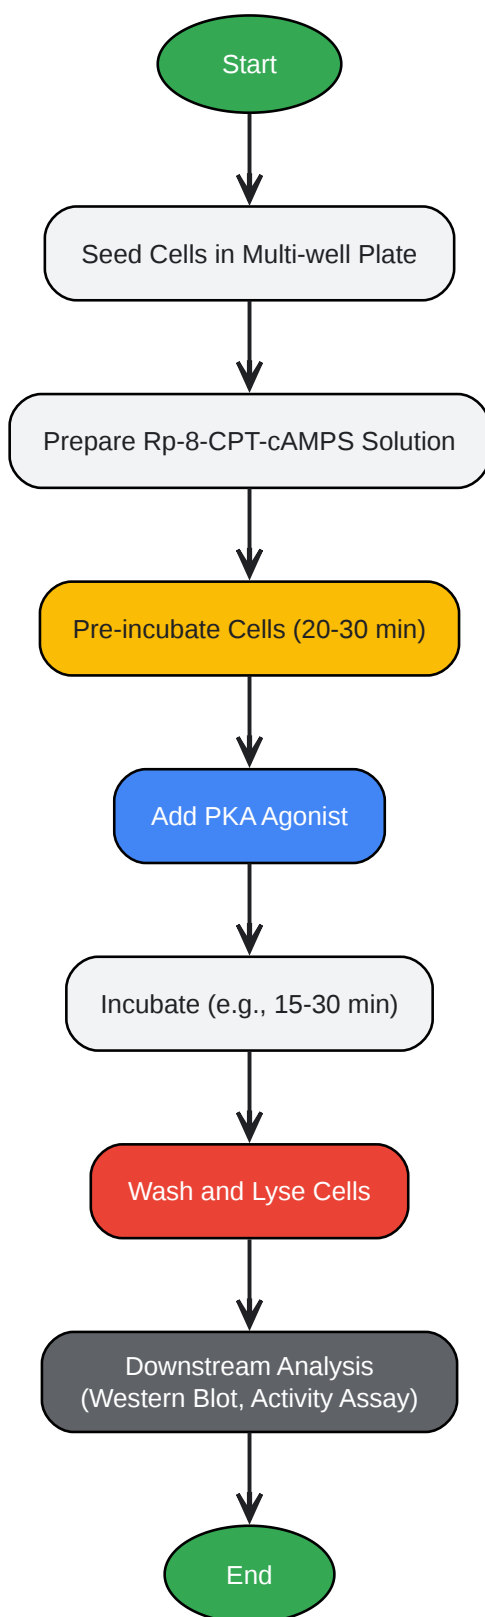 Start
Seed Cells in Multi-well Plate
Prepare Rp-8-CPT-cAMPS Solution
Pre-incubate Cells (20-30 min)
Add PKA Agonist
Incubate (e.g., 15-30 min)
Wash and Lyse Cells
Downstream Analysis
(Western Blot, Activity Assay)
End